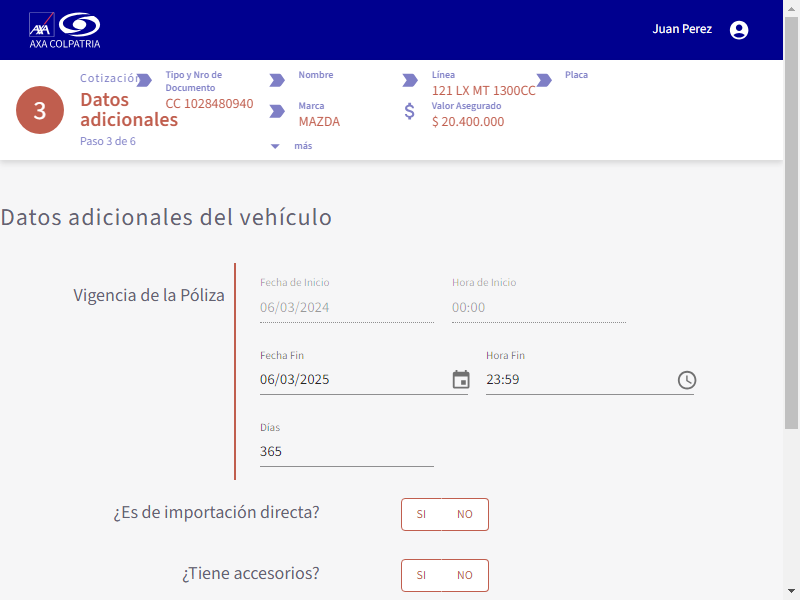 AXA
AXA COLPATRIA
Juan Perez
3
Cotización
Datos
adicionales
Paso 3 de 6
Tipo y Nro de
Documento
CC 1028480940
Nombre
Marca
MAZDA
más
Línea
121 LX MT 1300CC
Valor Asegurado
$
$ 20.400.000
Placa
Datos adicionales del vehículo
Vigencia de la Póliza
Fecha de Inicio
06/03/2024
Hora de Inicio
00:00
Fecha Fin
06/03/2025
Hora Fin
23:59
Días
365
¿Es de importación directa?
SI NO
¿Tiene accesorios?
SI NO